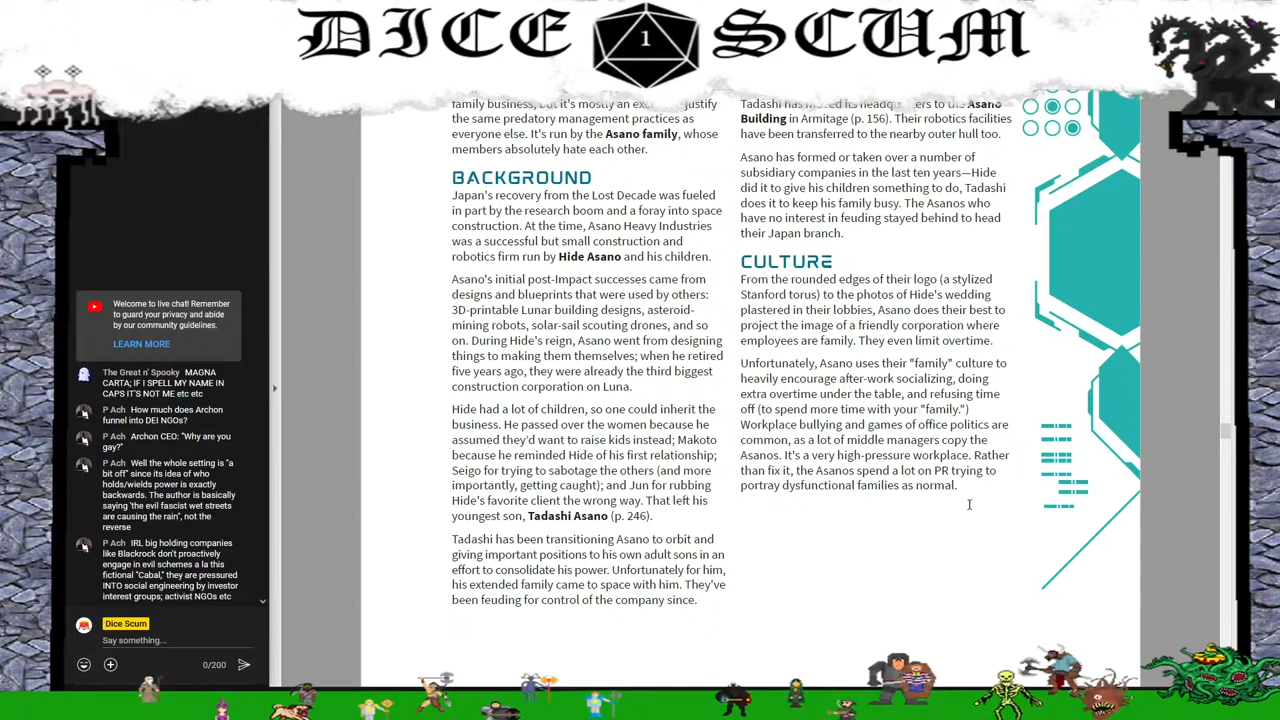 DICE 1 SCUM
Welcome to live chat! Remember
to guard your privacy and abide
by our community guidelines.
LEARN MORE
The Great n' Spooky MAGNA
CARTA; IF I SPELL MY NAME IN
CAPS IT'S NOT ME etc etc
P Ach How much does Archon
funnel into DEI NGOs?
P Ach Archon CEO: "Why are you
gay?"
P Ach Well the whole setting is "a
bit off" since its idea of who
holds/wields power is exactly
backwards. The author is basically
saying 'the evil fascist wet streets
are causing the rain", not the
reverse
P Ach IRL big holding companies
like Blackrock don't proactively
engage in evil schemes a la this
fictional "Cabal," they are pressured
INTO social engineering by investor
interest groups; activist NGOs etc
Dice Scum
Say something...
0/200
family business, but it's mostly an justify
the same predatory management practices as
everyone else. It's run by the Asano family, whose
members absolutely hate each other.
BACKGROUND
Japan's recovery from the Lost Decade was fueled
in part by the research boom and a foray into space
construction. At the time, Asano Heavy Industries
was a successful but small construction and
robotics firm run by Hide Asano and his children.
Asano's initial post-Impact successes came from
designs and blueprints that were used by others:
3D-printable Lunar building designs, asteroid-
mining robots, solar-sail scouting drones, and so
on. During Hide's reign, Asano went from designing
things to making them themselves; when he retired
five years ago, they were already the third biggest
construction corporation on Luna.
Hide had a lot of children, so one could inherit the
business. He passed over the women because he
assumed they'd want to raise kids instead; Makoto
because he reminded Hide of his first relationship;
Seigo for trying to sabotage the others (and more
importantly, getting caught); and Jun for rubbing
Hide's favorite client the wrong way. That left his
youngest son, Tadashi Asano (p. 246).
Tadashi has been transitioning Asano to orbit and
giving important positions to his own adult sons in an
effort to consolidate his power. Unfortunately for him,
his extended family came to space with him. They've
been feuding for control of the company since.
Tadashi has its to the Asano
Building in Armitage (p. 156). Their robotics facilities
have been transferred to the nearby outer hull too.
Asano has formed or taken over a number of
subsidiary companies in the last ten years—Hide
did it to give his children something to do, Tadashi
does it to keep his family busy. The Asanos who
have no interest in feuding stayed behind to head
their Japan branch.
CULTURE
From the rounded edges of their logo (a stylized
Stanford torus) to the photos of Hide's wedding
plastered in their lobbies, Asano does their best to
project the image of a friendly corporation where
employees are family. They even limit overtime.
Unfortunately, Asano uses their "family" culture to
heavily encourage after-work socializing, doing
extra overtime under the table, and refusing time
off (to spend more time with your "family.")
Workplace bullying and games of office politics are
common, as a lot of middle managers copy the
Asanos. It's a very high-pressure workplace. Rather
than fix it, the Asanos spend a lot on PR trying to
portray dysfunctional families as normal.